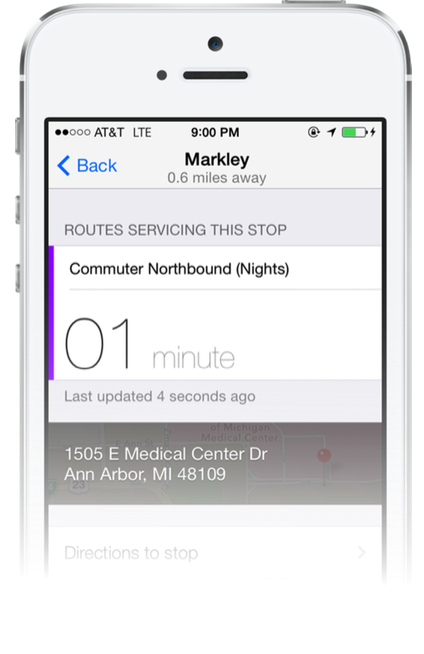 ●●○○○ AT&T LTE 9:00 PM
Back
Markley
0.6 miles away
ROUTES SERVICING THIS STOP
Commuter Northbound (Nights)
01 minute
Last updated 4 seconds ago
of Michigan
Medical Center
1505 E Medical Center Dr
Ann Arbor, MI 48109
23
Directions to stop